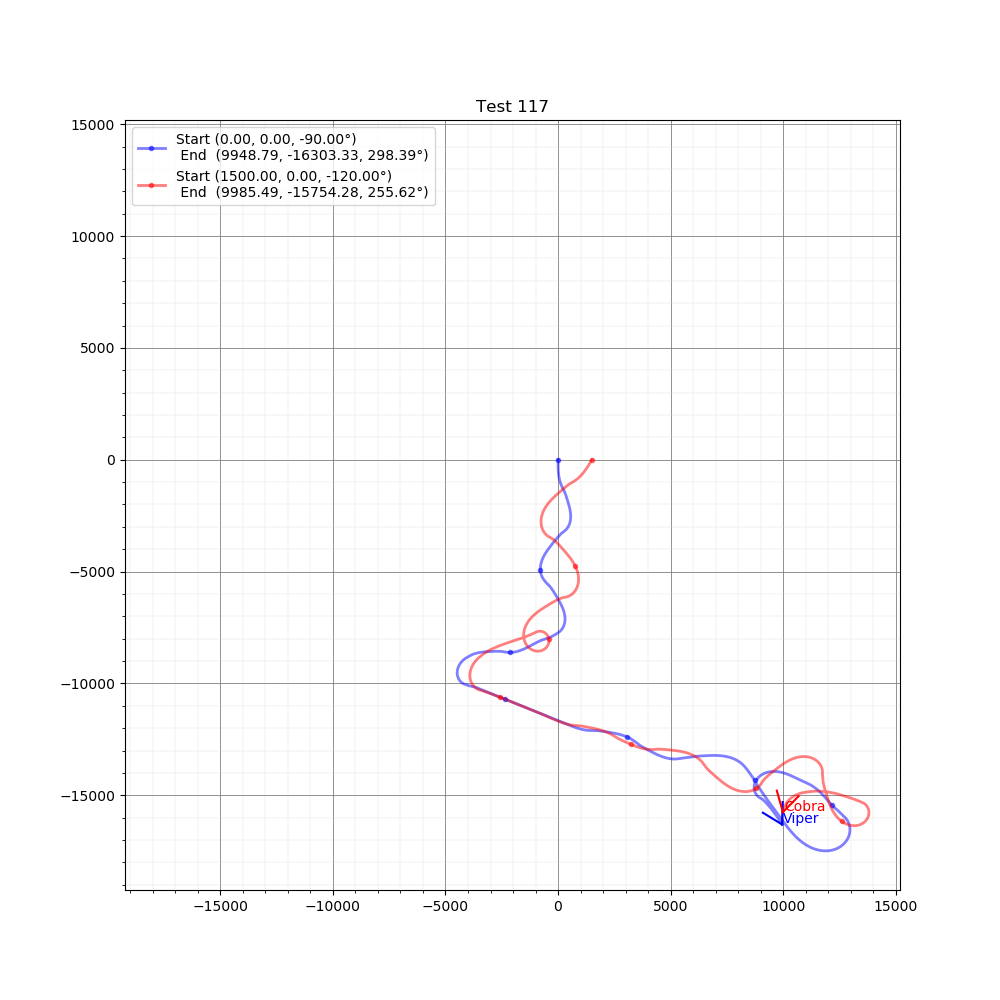 Test 117
Start (0.00, 0.00, -90.00°)
End  (9948.79, -16303.33, 298.39°)
Start (1500.00, 0.00, -120.00°)
End  (9985.49, -15754.28, 255.62°)
15000
10000
5000
0
−5000
−10000
−15000
Cobra
Viper
−15000 −10000 −5000 0 5000 10000 15000